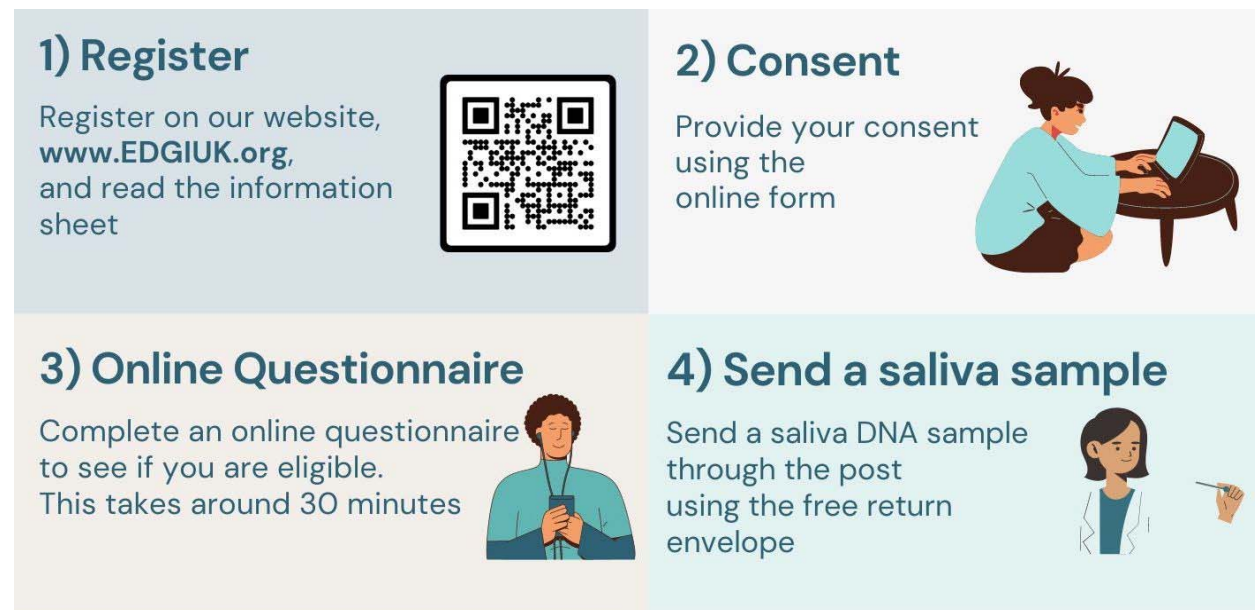 1) Register
Register on our website,
www.EDGIUK.org,
and read the information
sheet
2) Consent
Provide your consent
using the
online form
3) Online Questionnaire
Complete an online questionnaire
to see if you are eligible.
This takes around 30 minutes
4) Send a saliva sample
Send a saliva DNA sample
through the post
using the free return
envelope